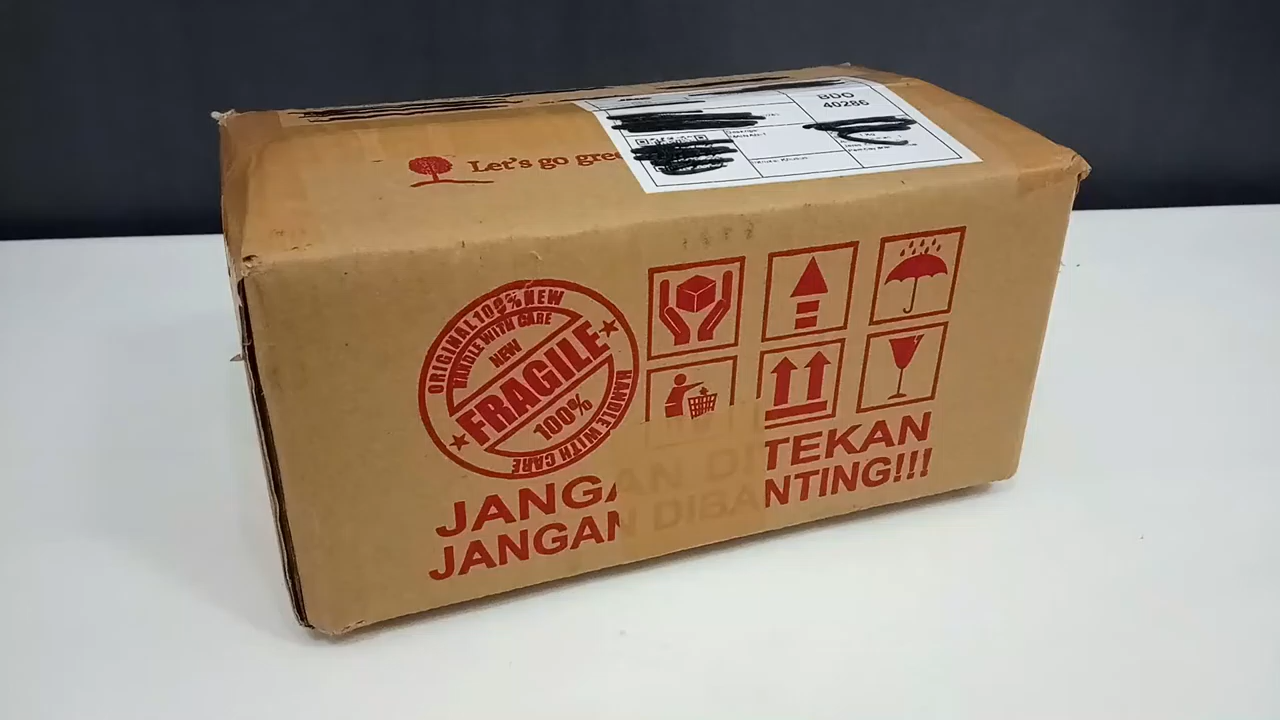 BDO
40286
Let's go gree
ORIGINAL 100% NEW
HANDLE WITH CARE
NEW
FRAGILE
100%
HANDLE WITH CARE
JANGAN DITEKAN
JANGAN DIBANTING!!!